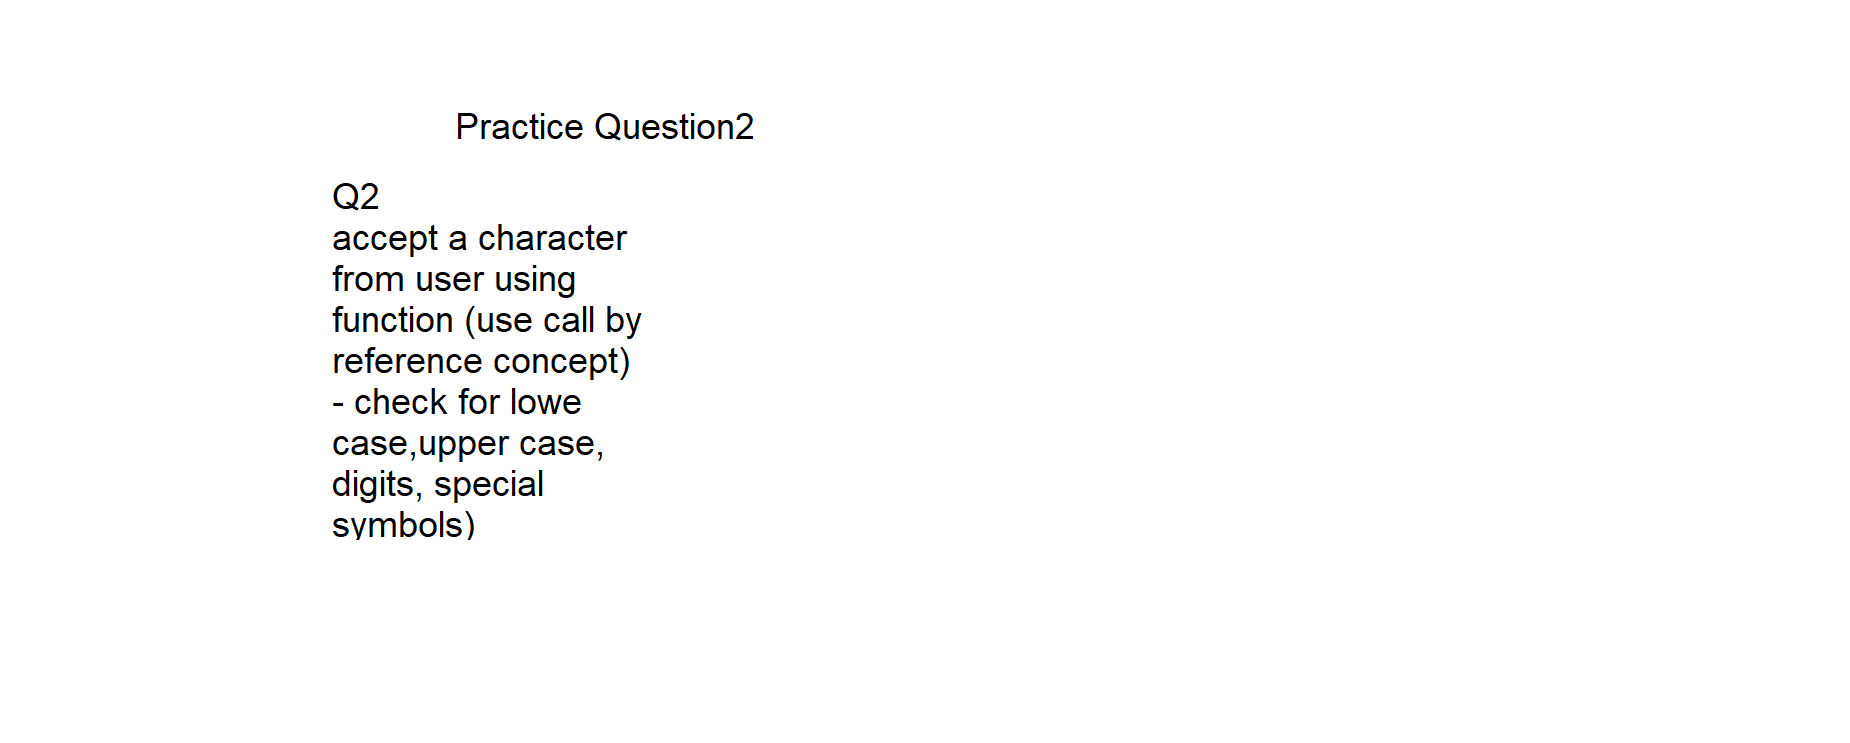 Practice Question2
Q2
accept a character
from user using
function (use call by
reference concept)
- check for lowe
case,upper case,
digits, special
symbols)